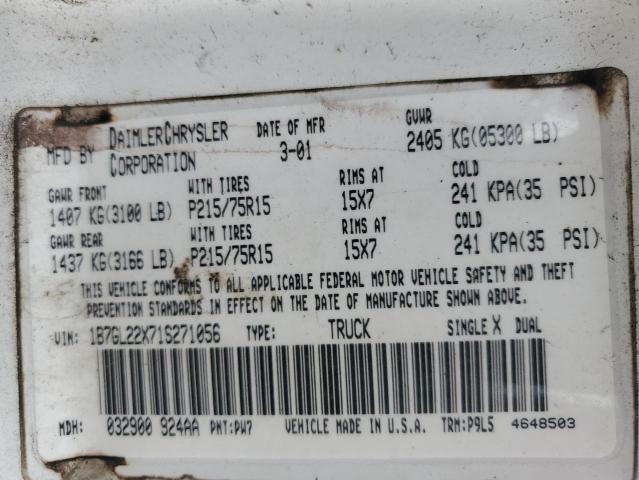 MFD BY DAIMLERCHRYSLER CORPORATION DATE OF MFR 3-01 GVWR 2405 KG(05300 LB)
GAWR FRONT WITH TIRES RIMS AT COLD
1407 KG(3100 LB) P215/75R15 15X7 241 KPA(35 PSI)
GAWR REAR WITH TIRES RIMS AT COLD
1437 KG(3166 LB) P215/75R15 15X7 241 KPA(35 PSI)
THIS VEHICLE CONFORMS TO ALL APPLICABLE FEDERAL MOTOR VEHICLE SAFETY AND THEFT
PREVENTION STANDARDS IN EFFECT ON THE DATE OF MANUFACTURE SHOWN ABOVE.
VIN: 1B7GL22X71S271056 TYPE: TRUCK SINGLE X DUAL
MDH: 032900 924AA PNT:PW7 VEHICLE MADE IN U.S.A. TRM:P9L5 4648503